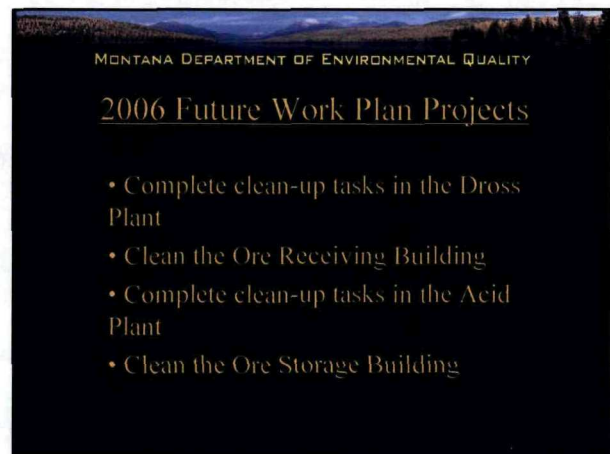 MONTANA DEPARTMENT OF ENVIRONMENTAL QUALITY
2006 Future Work Plan Projects
• Complete clean-up tasks in the Dross
Plant
• Clean the Ore Receiving Building
• Complete clean-up tasks in the Acid
Plant
• Clean the Ore Storage Building